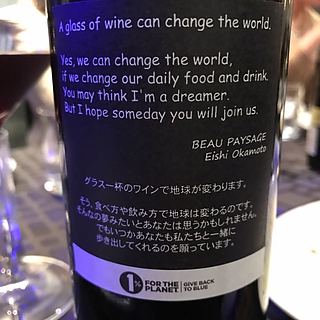 A glass of wine can change the world.
Yes, we can change the world,
if we change our daily food and drink.
You may think I'm a dreamer.
But I hope someday you will join us.
BEAU PAYSAGE
Eishi Okamoto
グラス一杯のワインで地球が変わります。
そう、食べ方や飲み方で地球は変わるのです。
そんなの夢みたいとあなたは思うかもしれません。
でもいつかあなたも私たちと一緒に
歩き出してくれるのを願っています。
1%
FOR THE
PLANET
GIVE BACK
TO BLUE